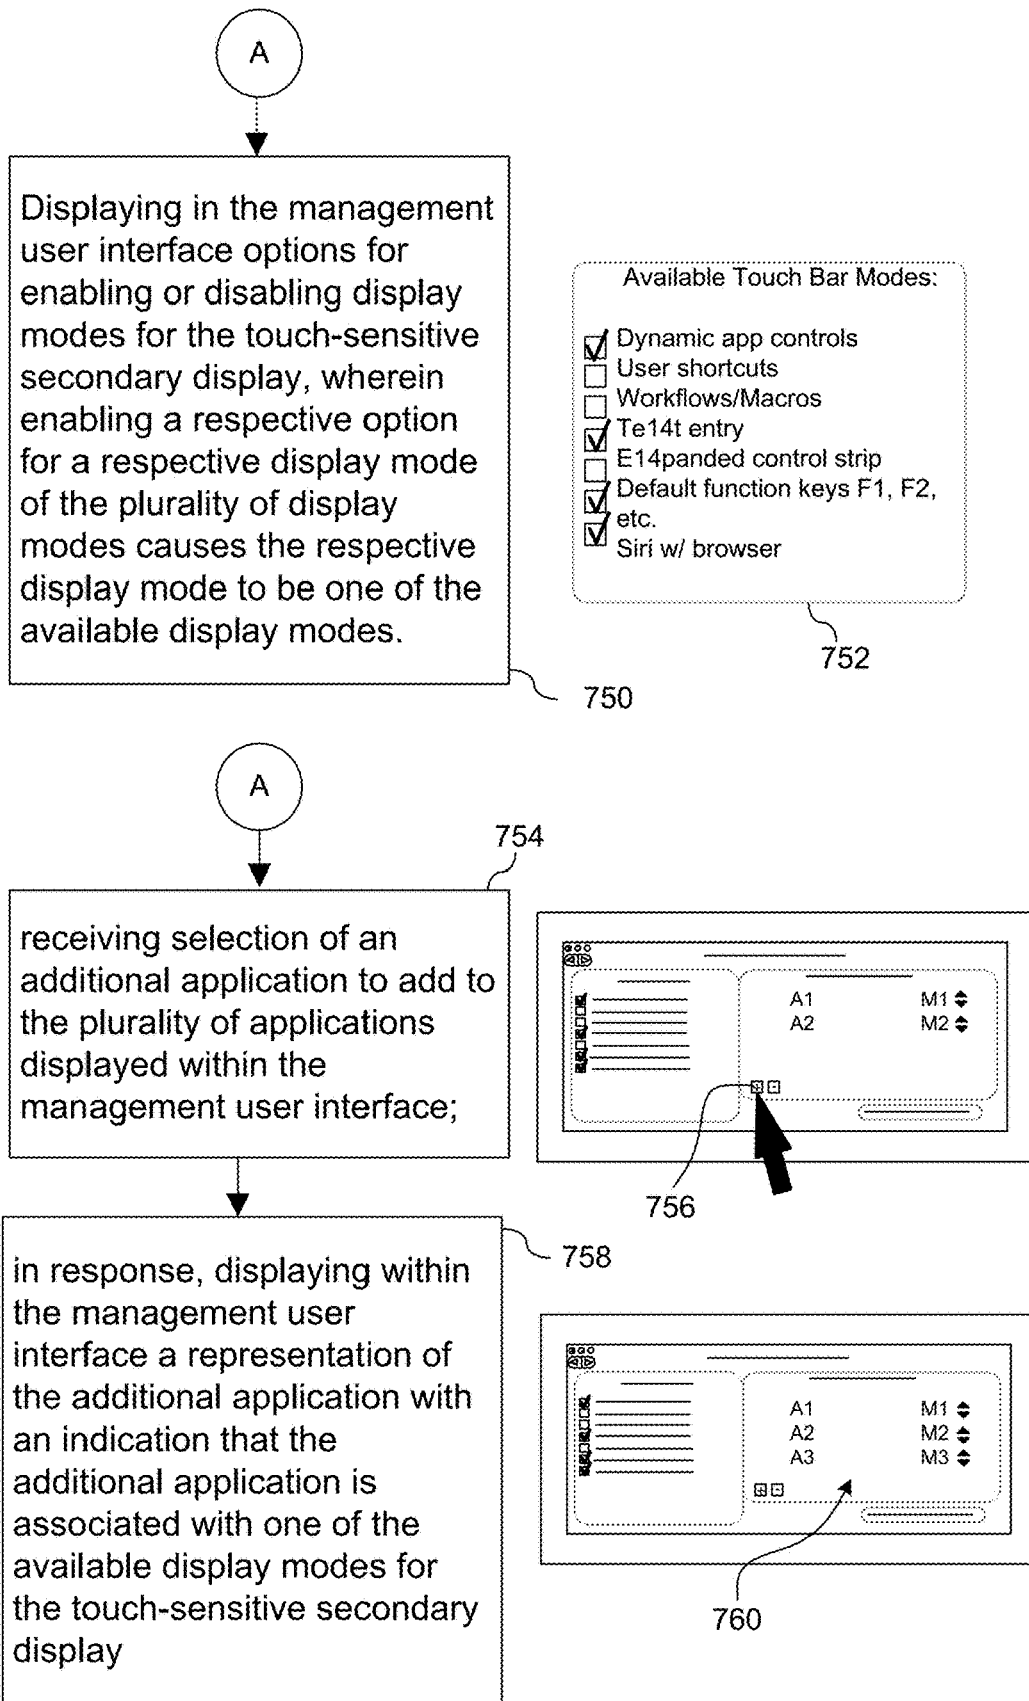 A
Displaying in the management
user interface options for
enabling or disabling display
modes for the touch-sensitive
secondary display, wherein
enabling a respective option
for a respective display mode
of the plurality of display
modes causes the respective
display mode to be one of the
available display modes.
750
Available Touch Bar Modes:
Dynamic app controls
User shortcuts
Workflows/Macros
Te14t entry
E14panded control strip
Default function keys F1, F2,
etc.
Siri w/ browser
752
A
754
receiving selection of an
additional application to add to
the plurality of applications
displayed within the
management user interface;
A1 M1
A2 M2
756
758
in response, displaying within
the management user
interface a representation of
the additional application with
an indication that the
additional application is
associated with one of the
available display modes for
the touch-sensitive secondary
display
A1 M1
A2 M2
A3 M3
760